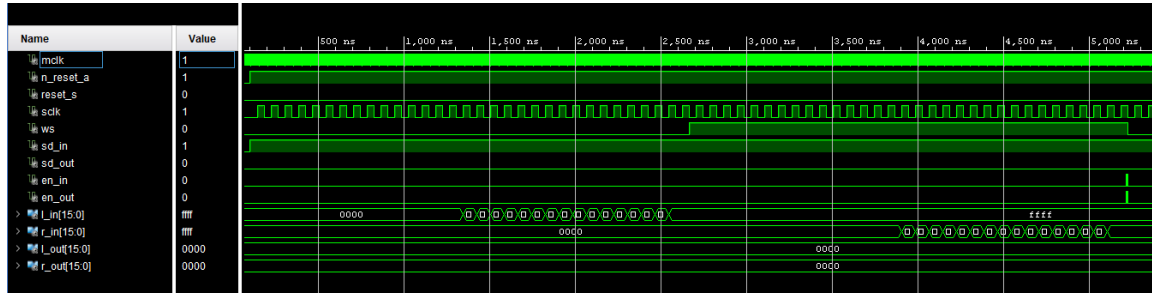 Name Value
500 ns 1,000 ns 1,500 ns 2,000 ns 2,500 ns 3,000 ns 3,500 ns 4,000 ns 4,500 ns 5,000 ns
mclk 1
n_reset_a 1
reset_s 0
sclk 1
ws 0
sd_in 1
sd_out 0
en_in 0
en_out 0
l_in[15:0] ffff 0000 ffff
r_in[15:0] ffff 0000
l_out[15:0] 0000 0000
r_out[15:0] 0000 0000